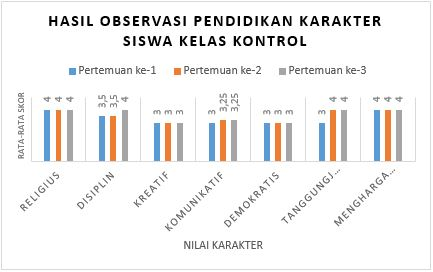 HASIL OBSERVASI PENDIDIKAN KARAKTER
SISWA KELAS KONTROL
Pertemuan ke-1 Pertemuan ke-2 Pertemuan ke-3
RATA-RATA SKOR
4 4 4
3,5 3,5 4
3 3 3
3 3,25 3,25
3 3 3
3 4 4
4 4 4
RELIGIUS
DISIPLIN
KREATIF
KOMUNIKATIF
DEMOKRATIS
TANGGUNGJ...
MENGHARGA...
NILAI KARAKTER